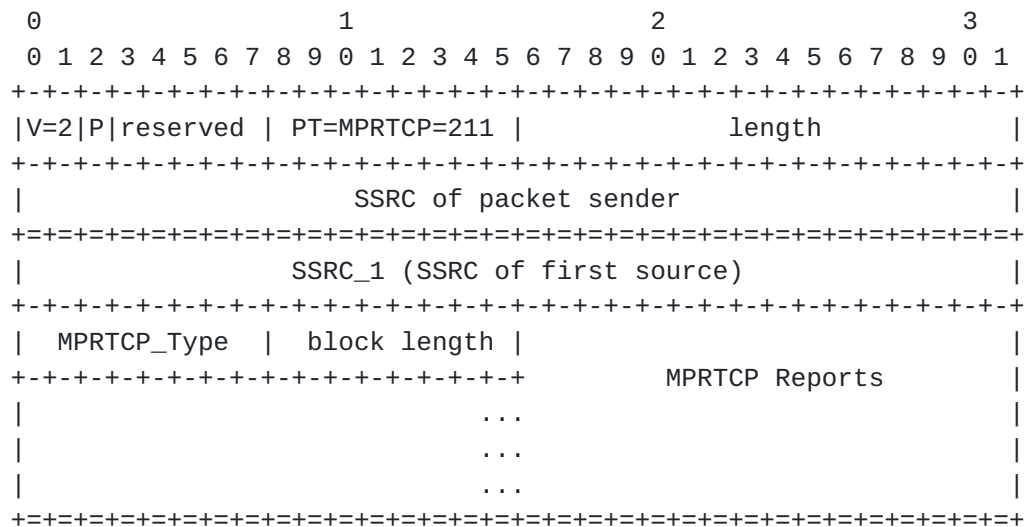 0                   1                   2                   3
 0 1 2 3 4 5 6 7 8 9 0 1 2 3 4 5 6 7 8 9 0 1 2 3 4 5 6 7 8 9 0 1
+-+-+-+-+-+-+-+-+-+-+-+-+-+-+-+-+-+-+-+-+-+-+-+-+-+-+-+-+-+-+-+-+
|V=2|P|reserved | PT=MPRTCP=211 |             length            |
+-+-+-+-+-+-+-+-+-+-+-+-+-+-+-+-+-+-+-+-+-+-+-+-+-+-+-+-+-+-+-+-+
|                     SSRC of packet sender                     |
+=+=+=+=+=+=+=+=+=+=+=+=+=+=+=+=+=+=+=+=+=+=+=+=+=+=+=+=+=+=+=+=+
|                 SSRC_1 (SSRC of first source)                 |
+-+-+-+-+-+-+-+-+-+-+-+-+-+-+-+-+-+-+-+-+-+-+-+-+-+-+-+-+-+-+-+-+
|  MPRTCP_Type  |  block length |                               |
+-+-+-+-+-+-+-+-+-+-+-+-+-+-+-+-+         MPRTCP Reports        |
|                             ...                               |
|                             ...                               |
|                             ...                               |
+=+=+=+=+=+=+=+=+=+=+=+=+=+=+=+=+=+=+=+=+=+=+=+=+=+=+=+=+=+=+=+=+